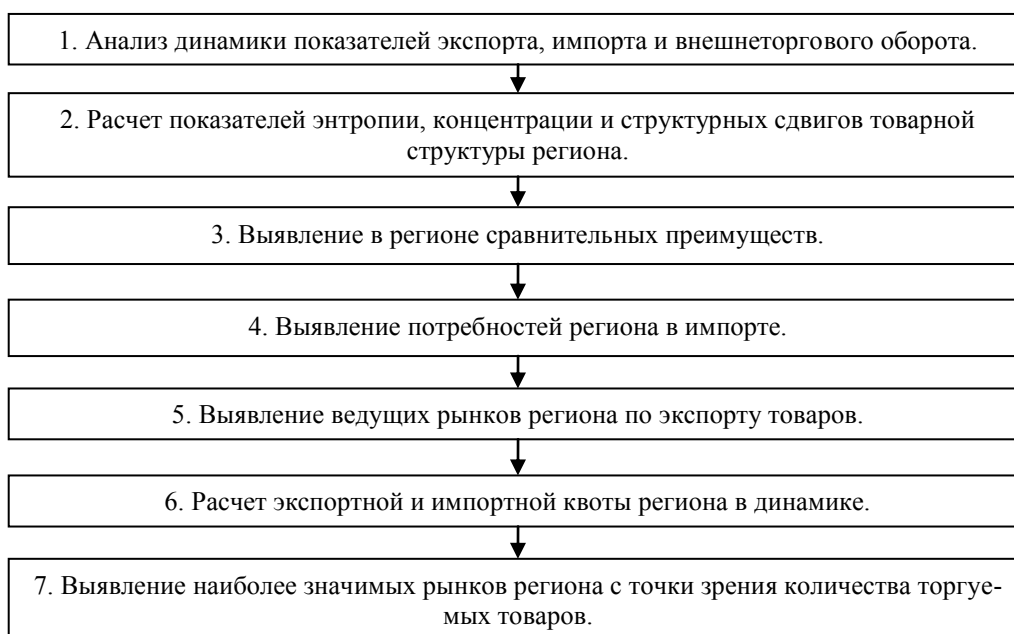 1. Анализ динамики показателей экспорта, импорта и внешнеторгового оборота.
2. Расчет показателей энтропии, концентрации и структурных сдвигов товарной
структуры региона.
3. Выявление в регионе сравнительных преимуществ.
4. Выявление потребностей региона в импорте.
5. Выявление ведущих рынков региона по экспорту товаров.
6. Расчет экспортной и импортной квоты региона в динамике.
7. Выявление наиболее значимых рынков региона с точки зрения количества торгуе-
мых товаров.